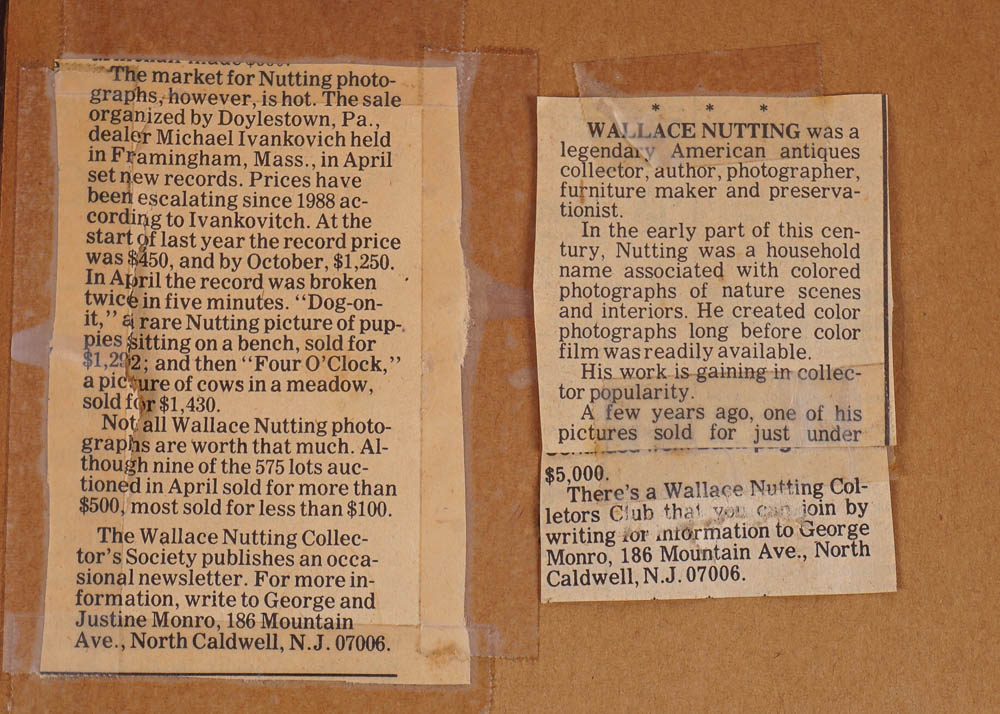 The market for Nutting photo-
graphs, however, is hot. The sale
organized by Doylestown, Pa.,
dealer Michael Ivankovich held
in Framingham, Mass., in April
set new records. Prices have
been escalating since 1988 ac-
cording to Ivankovitch. At the
start of last year the record price
was $450, and by October, $1,250.
In April the record was broken
twice in five minutes. "Dog-on-
it," a rare Nutting picture of pup-
pies sitting on a bench, sold for
$1,292; and then "Four O'Clock,"
a picture of cows in a meadow,
sold for $1,430.
Not all Wallace Nutting photo-
graphs are worth that much. Al-
though nine of the 575 lots auc-
tioned in April sold for more than
$500, most sold for less than $100.
The Wallace Nutting Collec-
tor's Society publishes an occa-
sional newsletter. For more in-
formation, write to George and
Justine Monro, 186 Mountain
Ave., North Caldwell, N.J. 07006.
* * *
WALLACE NUTTING was a
legendary American antiques
collector, author, photographer,
furniture maker and preserva-
tionist.
In the early part of this cen-
tury, Nutting was a household
name associated with colored
photographs of nature scenes
and interiors. He created color
photographs long before color
film was readily available.
His work is gaining in collec-
tor popularity.
A few years ago, one of his
pictures sold for just under
$5,000.
There's a Wallace Nutting Col-
letors Club that you can join by
writing for information to George
Monro, 186 Mountain Ave., North
Caldwell, N.J. 07006.